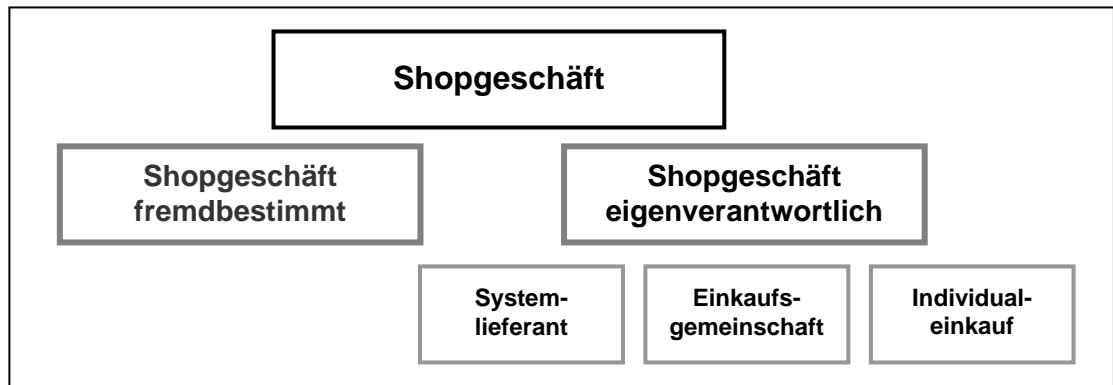 Shopgeschäft
Shopgeschäft
fremdbestimmt
Shopgeschäft
eigenverantwortlich
System-
lieferant
Einkaufs-
gemeinschaft
Individual-
einkauf